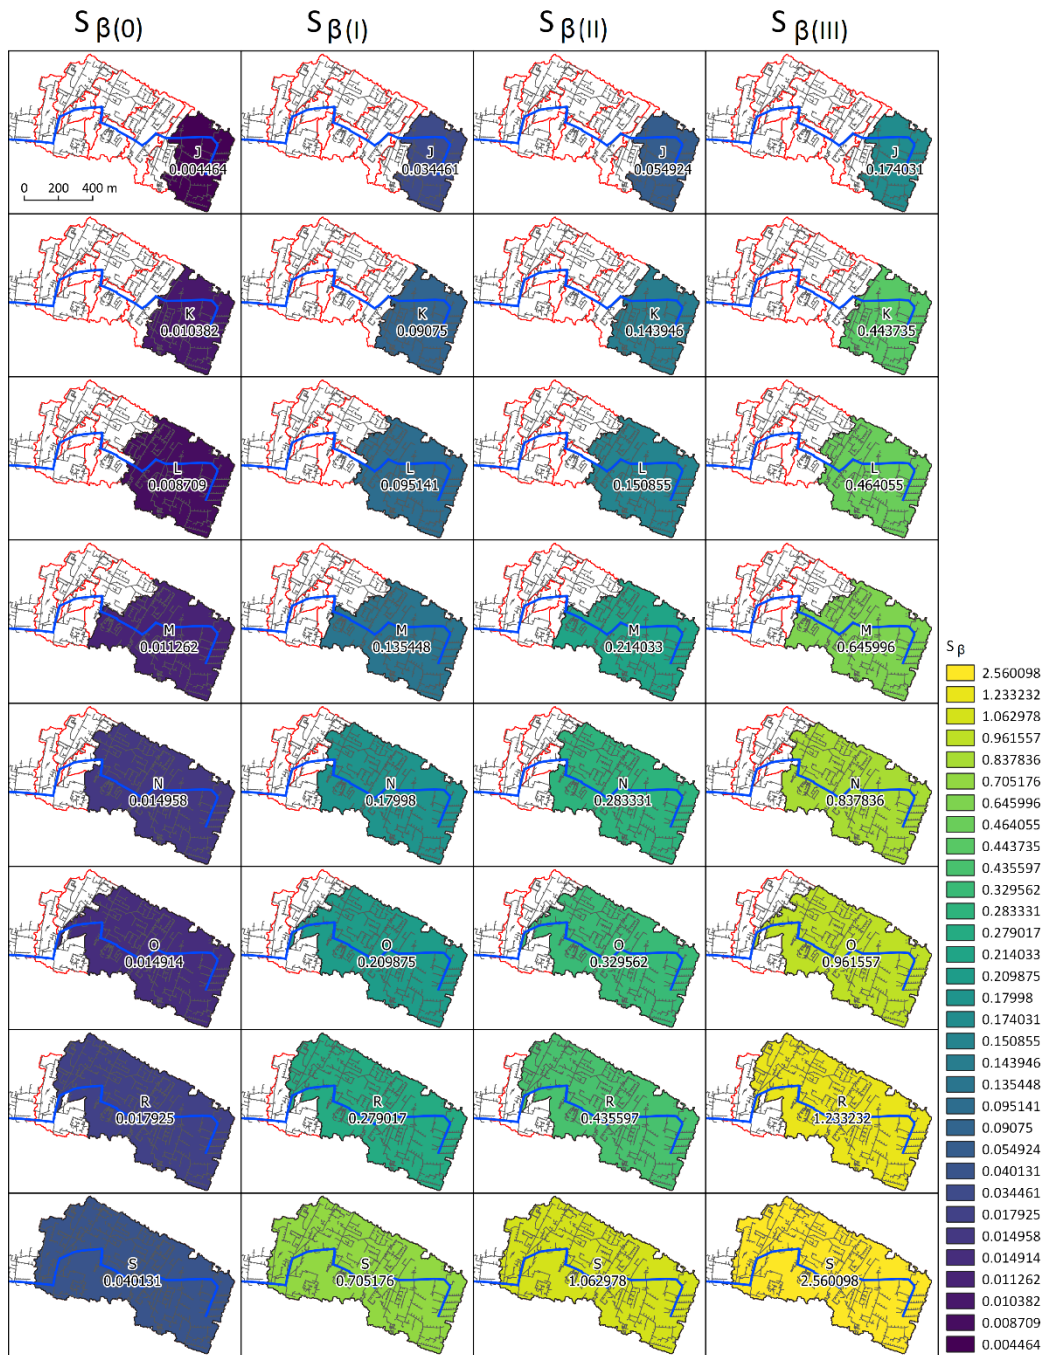 S β(0) S β(I) S β(II) S β(III)
J J J J
0.004464 0.034461 0.054924 0.174031
0 200 400 m
K K K K
0.010382 0.09075 0.143946 0.443735
L L L L
0.008709 0.095141 0.150855 0.464055
M M M M
0.011262 0.135448 0.214033 0.645996
N N N N
0.014958 0.17998 0.283331 0.837836
O O O O
0.014914 0.209875 0.329562 0.961557
R R R R
0.017925 0.279017 0.435597 1.233232
S S S S
0.040131 0.705176 1.062978 2.560098
S β
2.560098
1.233232
1.062978
0.961557
0.837836
0.705176
0.645996
0.464055
0.443735
0.435597
0.329562
0.283331
0.279017
0.214033
0.209875
0.17998
0.174031
0.150855
0.143946
0.135448
0.095141
0.09075
0.054924
0.040131
0.034461
0.017925
0.014958
0.014914
0.011262
0.010382
0.008709
0.004464